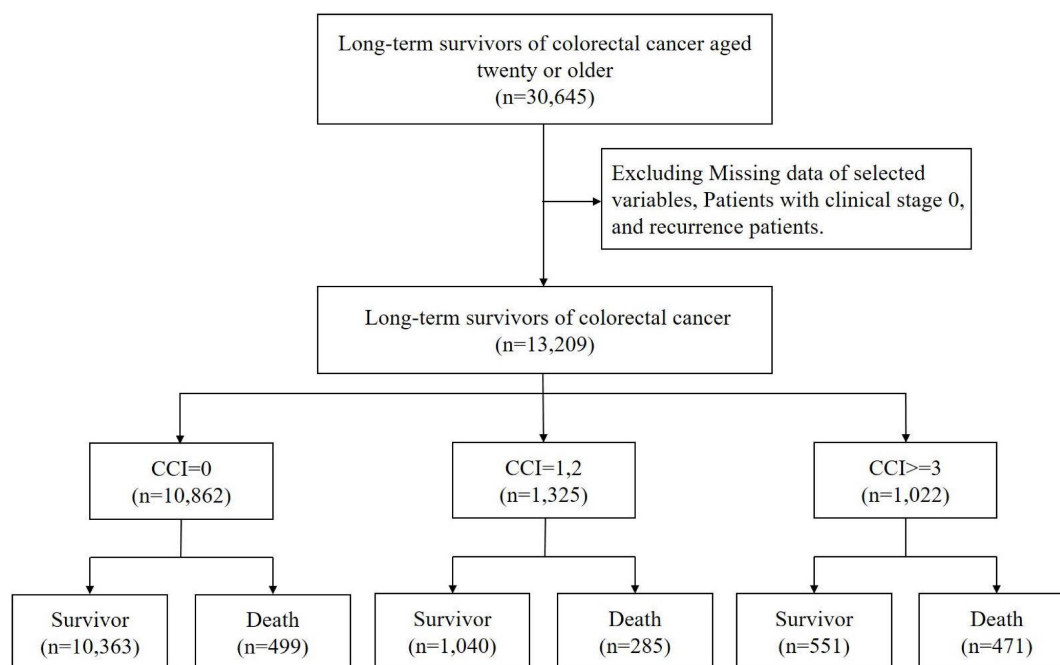 Long-term survivors of colorectal cancer aged
twenty or older
(n=30,645)
Excluding Missing data of selected
variables, Patients with clinical stage 0,
and recurrence patients.
Long-term survivors of colorectal cancer
(n=13,209)
CCI=0
(n=10,862)
CCI=1,2
(n=1,325)
CCI>=3
(n=1,022)
Survivor
(n=10,363)
Death
(n=499)
Survivor
(n=1,040)
Death
(n=285)
Survivor
(n=551)
Death
(n=471)